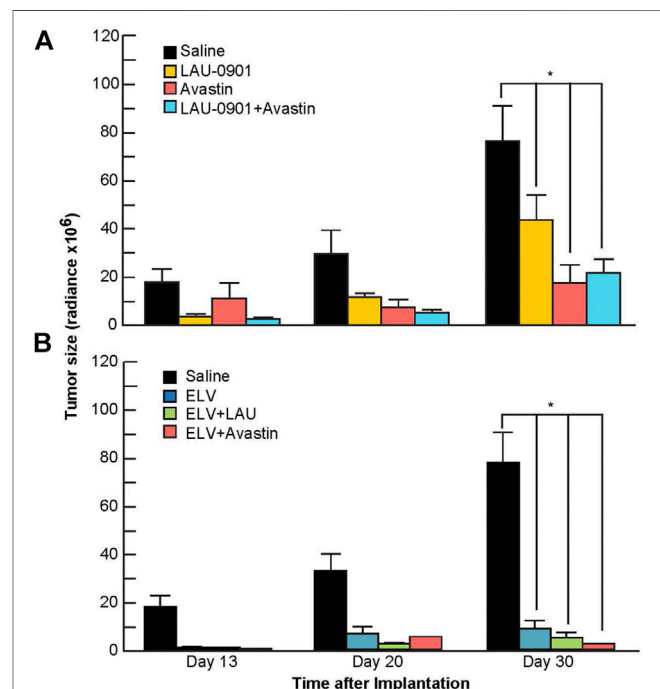 A
120
100
80
60
40
20
0
Saline
LAU-0901
Avastin
LAU-0901+Avastin
*
Tumor size (radiance x10⁶)
B
120
100
80
60
40
20
0
Saline
ELV
ELV+LAU
ELV+Avastin
*
Day 13 Day 20 Day 30
Time after Implantation